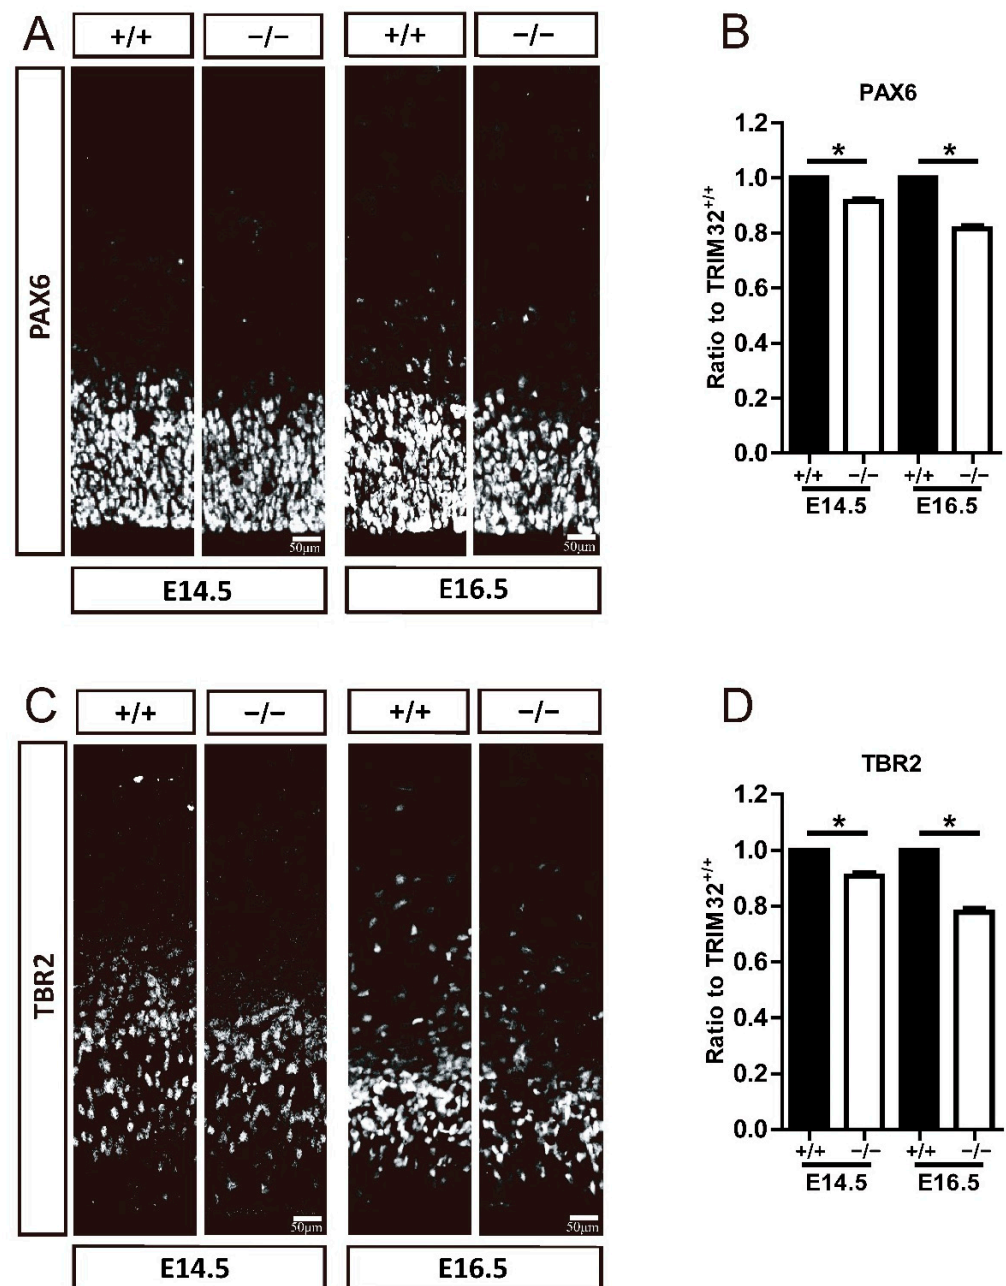 A
+/+
−/−
+/+
−/−
PAX6
50μm
50μm
E14.5
E16.5
B
PAX6
Ratio to TRIM32+/+
1.2
1.0
0.8
0.6
0.4
0.2
0.0
*
*
+/+
−/−
+/+
−/−
E14.5
E16.5
C
+/+
−/−
+/+
−/−
TBR2
50μm
50μm
E14.5
E16.5
D
TBR2
Ratio to TRIM32+/+
1.2
1.0
0.8
0.6
0.4
0.2
0.0
*
*
+/+
−/−
+/+
−/−
E14.5
E16.5